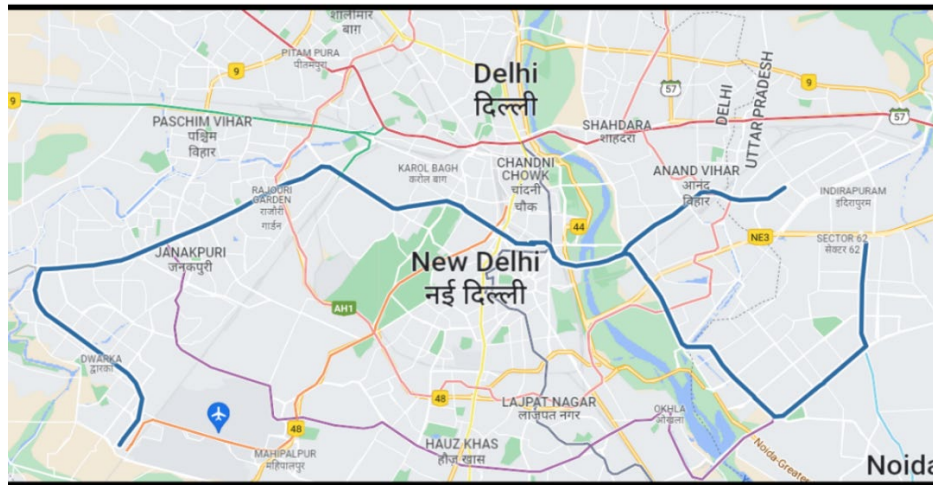 शालीमार
बाग़
PITAM PURA
पीतमपुरा
Delhi
दिल्ली
9
9
57
9
DELHI
UTTAR PRADESH
57
PASCHIM VIHAR
पश्चिम
विहार
SHAHDARA
शाहदरा
KAROL BAGH
करोल बाग
CHANDNI
CHOWK
चांदनी
चौक
ANAND VIHAR
आनंद
विहार
INDIRAPURAM
इंदिरापुरम
RAJOURI
GARDEN
राजोरी
गार्डन
44
NE3
SECTOR 62
सेक्टर 62
JANAKPURI
जनकपुरी
New Delhi
नई दिल्ली
AH1
DWARKA
द्वारका
48
LAJPAT NAGAR
लाजपत नगर
OKHLA
ओखला
48
HAUZ KHAS
हौज़ खास
MAHIPALPUR
महिपालपुर
Noida-Greater
Noida